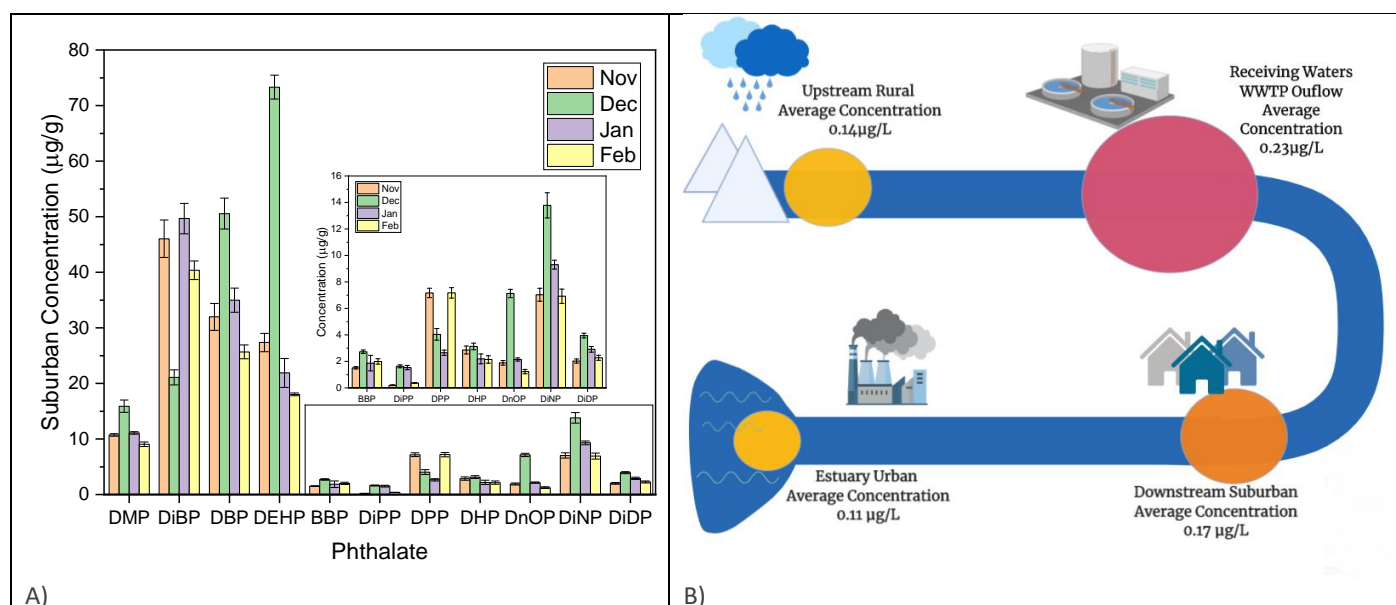 80
70
60
50
40
30
20
10
0
Suburban Concentration (µg/g)
Nov
Dec
Jan
Feb
16
14
12
10
8
6
4
2
0
Concentration (µg/g)
Nov
Dec
Jan
Feb
BBP DiPP DPP DHP DnOP DiNP DiDP
DMP DiBP DBP DEHP BBP DiPP DPP DHP DnOP DiNP DiDP
Phthalate
A)
Upstream Rural
Average Concentration
0.14µg/L
Receiving Waters
WWTP Ouflow
Average
Concentration
0.23µg/L
Estuary Urban
Average Concentration
0.11 µg/L
Downstream Suburban
Average Concentration
0.17 µg/L
B)